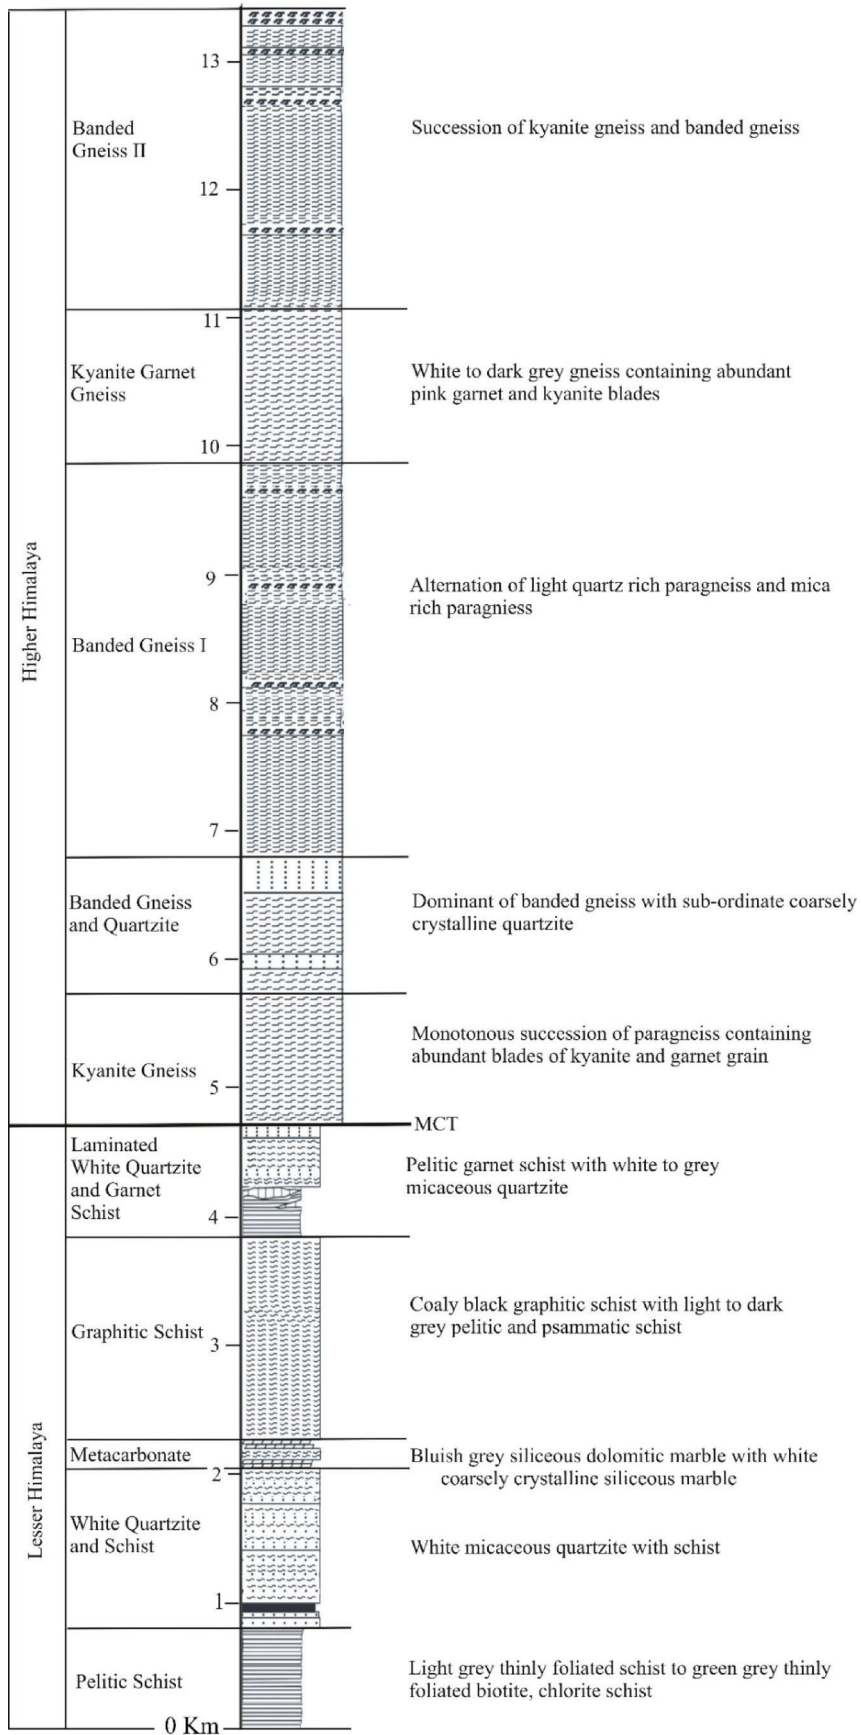 13
Banded
Gneiss II
Succession of kyanite gneiss and banded gneiss
12
11
Kyanite Garnet
Gneiss
White to dark grey gneiss containing abundant
pink garnet and kyanite blades
10
Higher Himalaya
9
Alternation of light quartz rich paragneiss and mica
rich paragniess
Banded Gneiss I
8
7
Banded Gneiss
and Quartzite
Dominant of banded gneiss with sub-ordinate coarsely
crystalline quartzite
6
Monotonous succession of paragneiss containing
abundant blades of kyanite and garnet grain
Kyanite Gneiss
5
MCT
Laminated
White Quartzite
and Garnet
Schist
Pelitic garnet schist with white to grey
micaceous quartzite
4
Coaly black graphitic schist with light to dark
grey pelitic and psammatic schist
Graphitic Schist
3
Lesser Himalaya
Metacarbonate
Bluish grey siliceous dolomitic marble with white
coarsely crystalline siliceous marble
2
White Quartzite
and Schist
White micaceous quartzite with schist
1
Pelitic Schist
Light grey thinly foliated schist to green grey thinly
foliated biotite, chlorite schist
0 Km